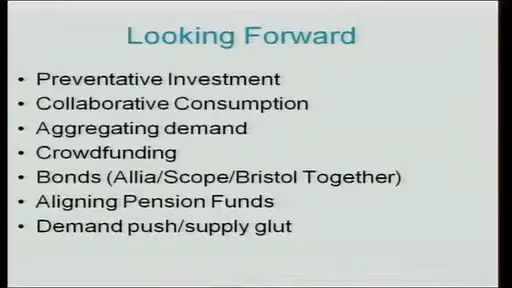 Looking Forward
• Preventative Investment
• Collaborative Consumption
• Aggregating demand
• Crowdfunding
• Bonds (Allia/Scope/Bristol Together)
• Aligning Pension Funds
• Demand push/supply glut